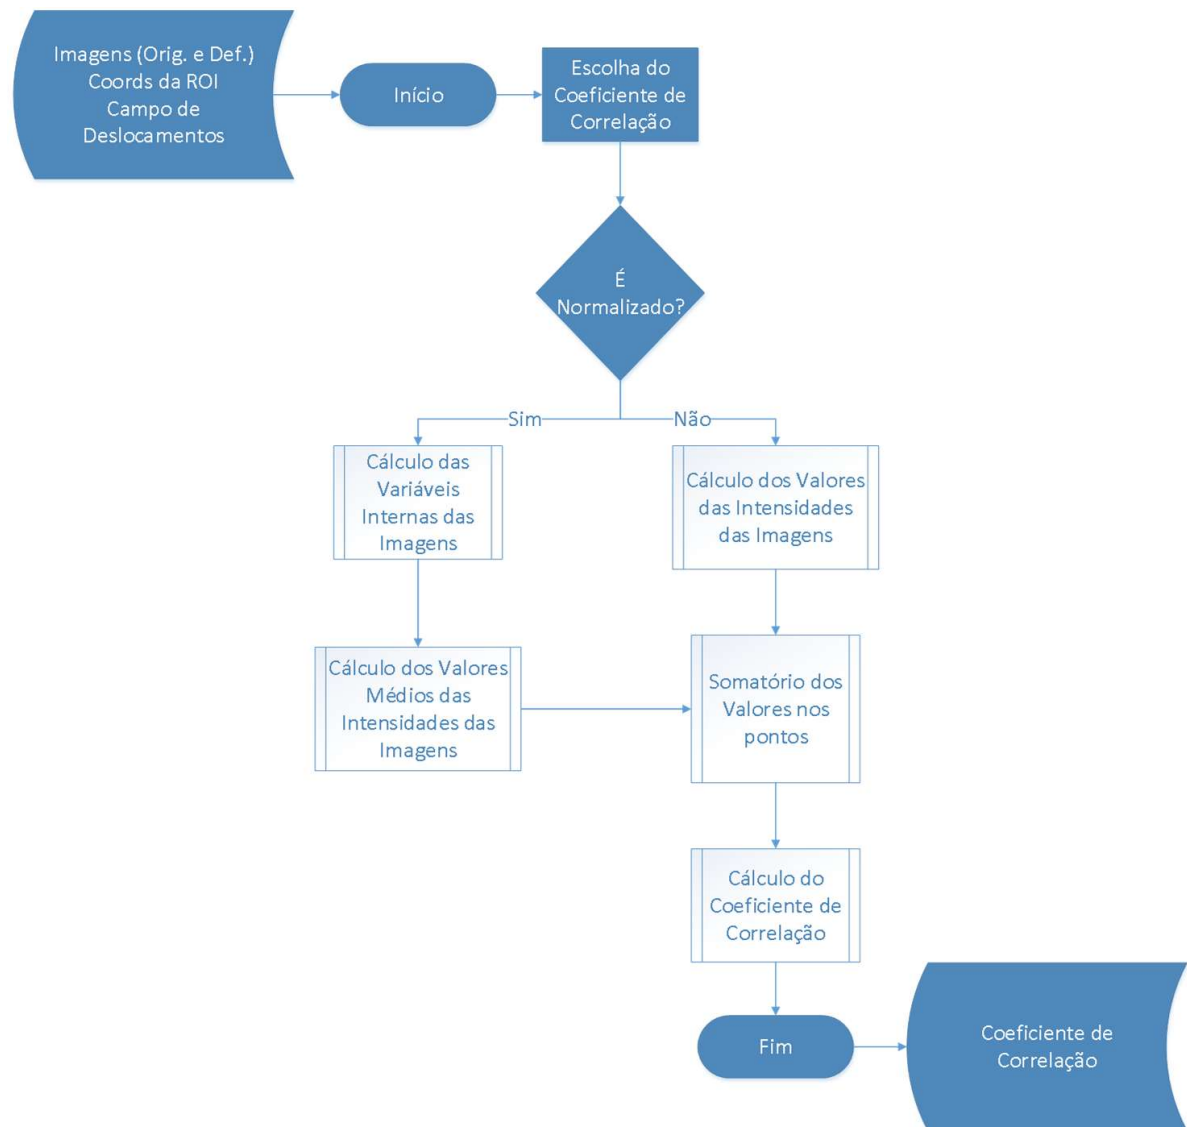 Imagens (Orig. e Def.)
Coords da ROI
Campo de
Deslocamentos
Início
Escolha do
Coeficiente de
Correlação
É
Normalizado?
Sim
Não
Cálculo das
Variáveis
Internas das
Imagens
Cálculo dos Valores
das Intensidades
das Imagens
Cálculo dos Valores
Médios das
Intensidades das
Imagens
Somatório dos
Valores nos
pontos
Cálculo do
Coeficiente de
Correlação
Fim
Coeficiente de
Correlação